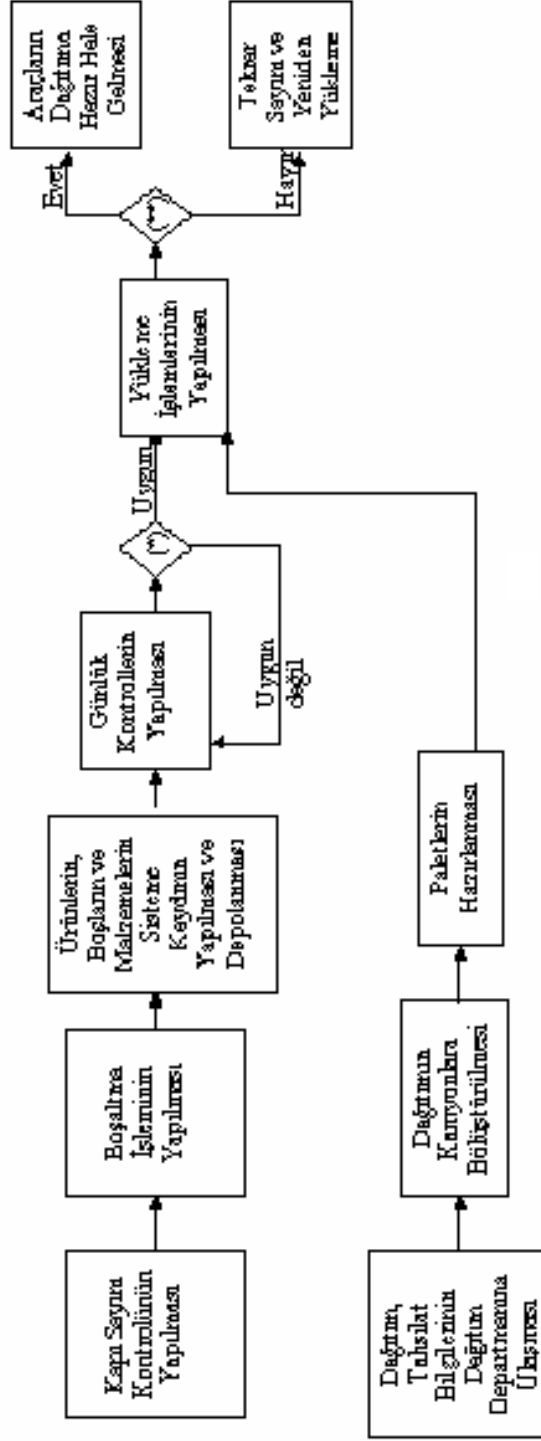 Kapı Sayım
Kontrolünün
Yapılması
Boşaltma
İşleminin
Yapılması
Ürünlerin,
Boşların ve
Malzemelerin
Sisteme
Kaydının
Yapılması ve
Depolanması
Günlük
Kontrollerin
Yapılması
Uygun
Uygun
değil
Yükleme
İşlemlerinin
Yapılması
Evet
Hayır
Araçların
Dağıtıma
Hazır Hale
Gelmesi
Tekrar
Sayım ve
Yeniden
Yükleme
Dağıtım,
Tahsilat
Bilgilerinin
Dağıtım
Departmanına
Ulaşması
Dağıtımın
Kamyonlara
Bölüştürülmesi
Paletlerin
Hazırlanması